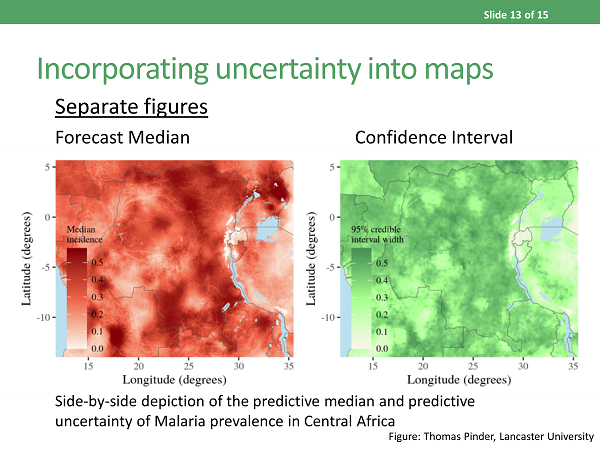 Slide 13 of 15
Incorporating uncertainty into maps
Separate figures
Forecast Median
Confidence Interval
Latitude (degrees)
5
0
-5
-10
Median
incidence
0.5
0.4
0.3
0.2
0.1
0.0
15 20 25 30 35
Longitude (degrees)
Latitude (degrees)
5
0
-5
-10
95% credible
interval width
0.5
0.4
0.3
0.2
0.1
0.0
15 20 25 30 35
Longitude (degrees)
Side-by-side depiction of the predictive median and predictive
uncertainty of Malaria prevalence in Central Africa
Figure: Thomas Pinder, Lancaster University